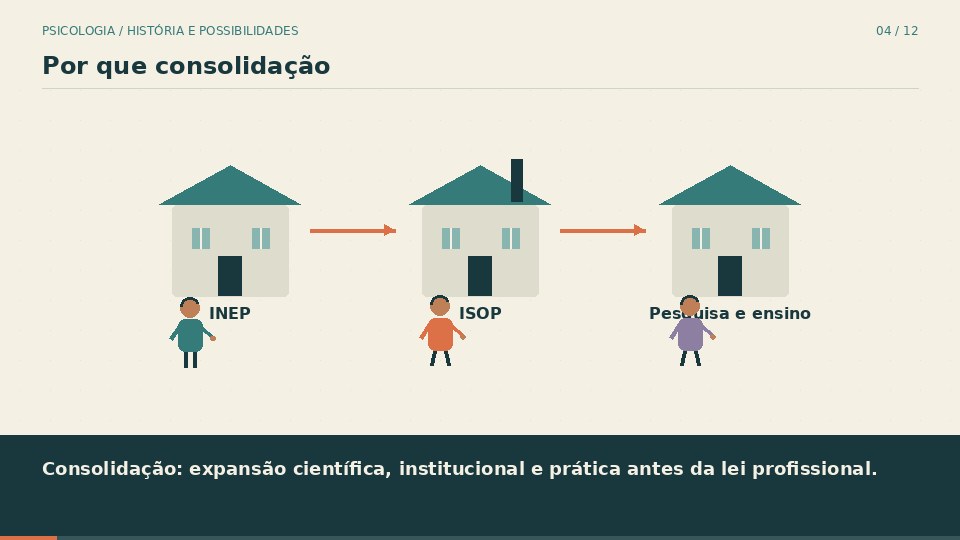 PSICOLOGIA / HISTÓRIA E POSSIBILIDADES
04 / 12
Por que consolidação
INEP
ISOP
Pesquisa e ensino
Consolidação: expansão científica, institucional e prática antes da lei profissional.